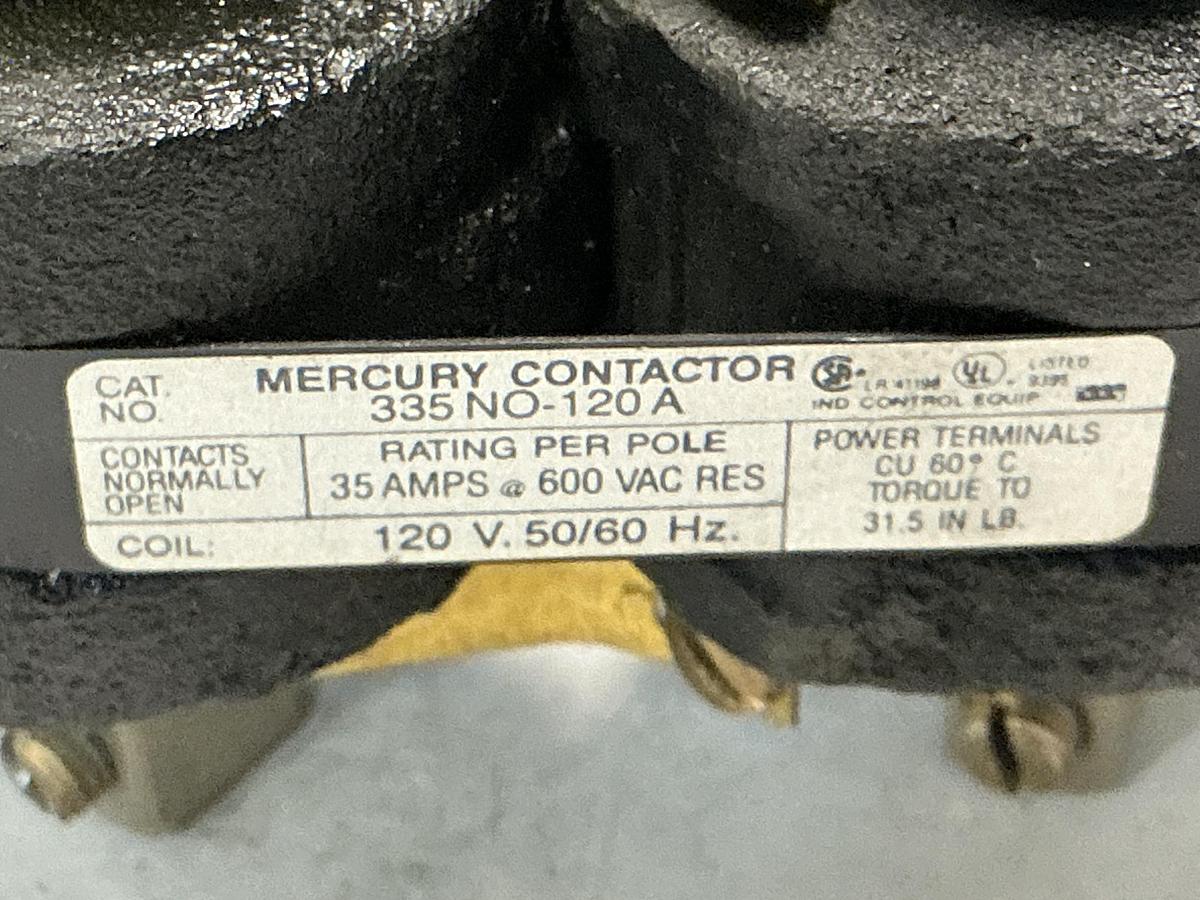 CAT. NO.
MERCURY CONTACTOR
335 NO-120 A
LISTED
IND CONTROL EQUIP
CONTACTS
NORMALLY
OPEN
RATING PER POLE
35 AMPS @ 600 VAC RES
COIL: 120 V. 50/60 Hz.
POWER TERMINALS
CU 60° C
TORQUE TO
31.5 IN LB.